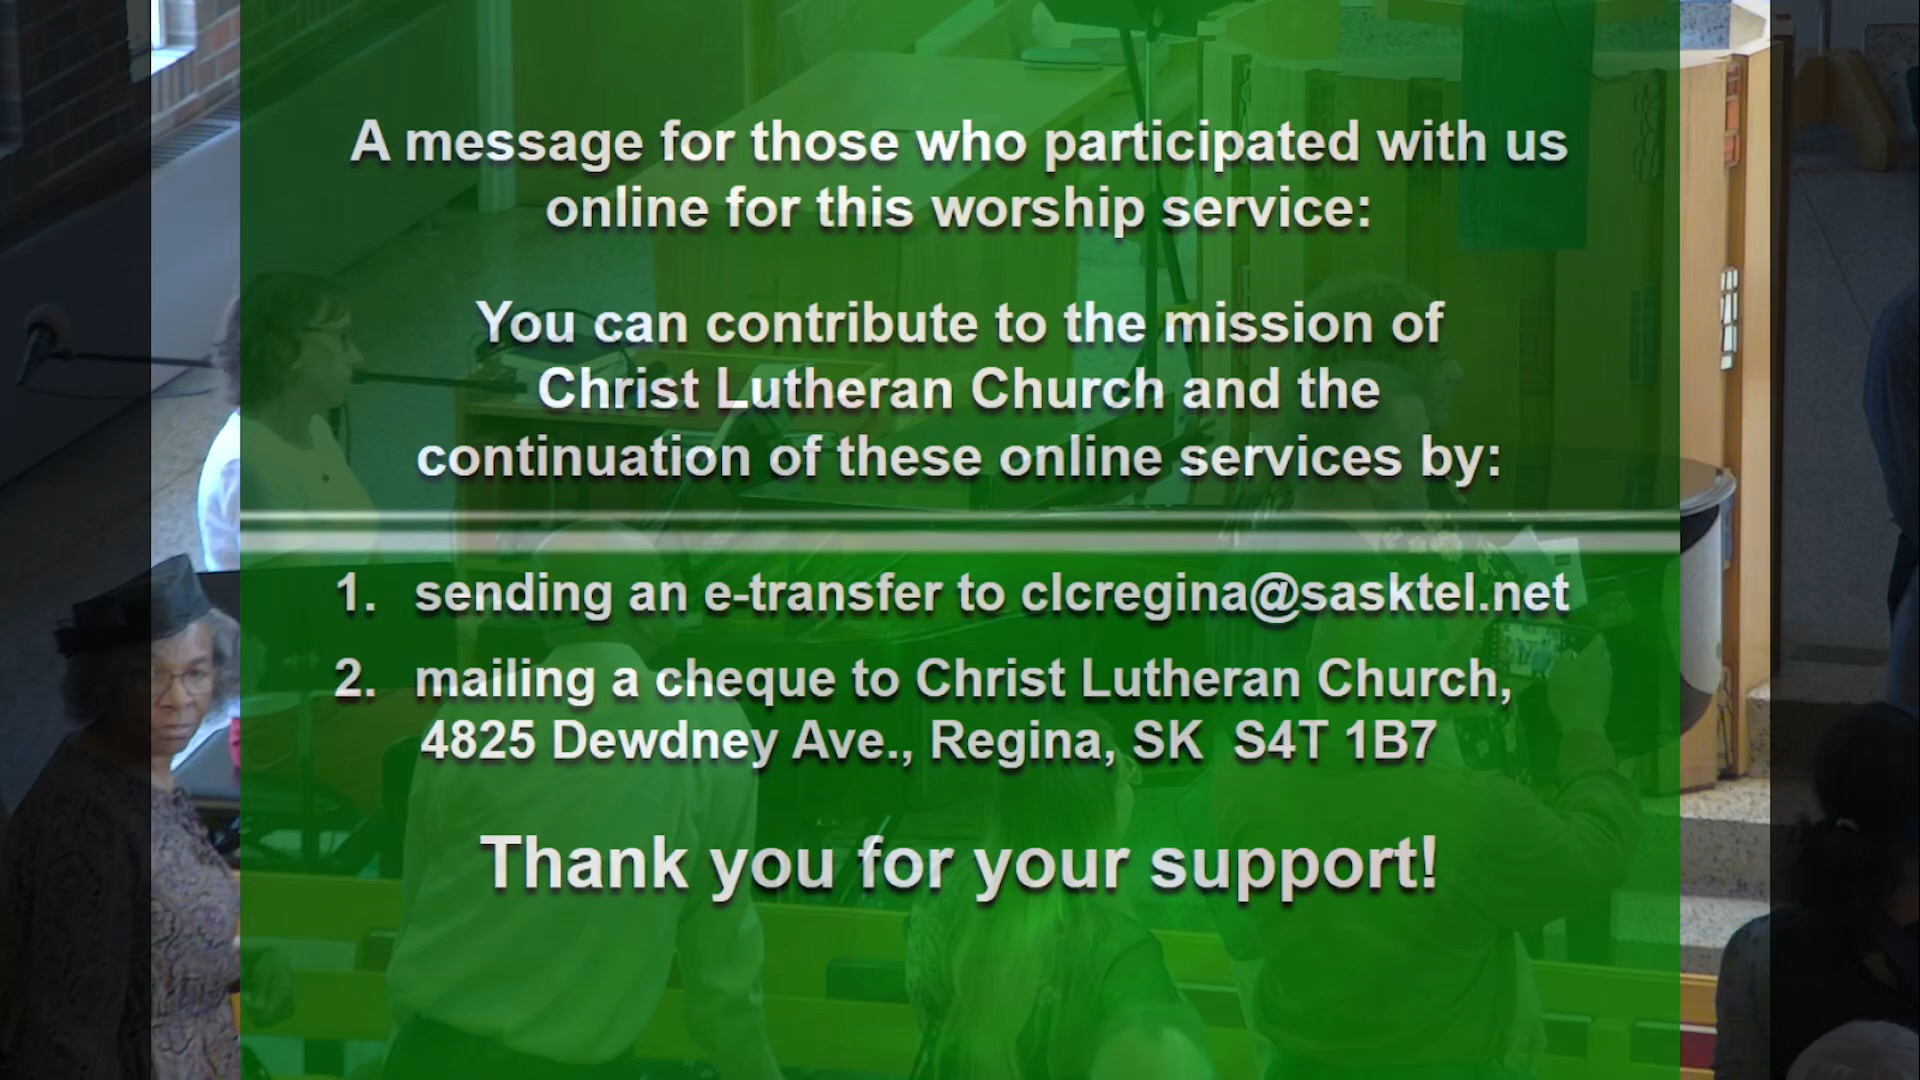 A message for those who participated with us
online for this worship service:
You can contribute to the mission of
Christ Lutheran Church and the
continuation of these online services by:
1. sending an e-transfer to clcregina@sasktel.net
2. mailing a cheque to Christ Lutheran Church,
4825 Dewdney Ave., Regina, SK  S4T 1B7
Thank you for your support!